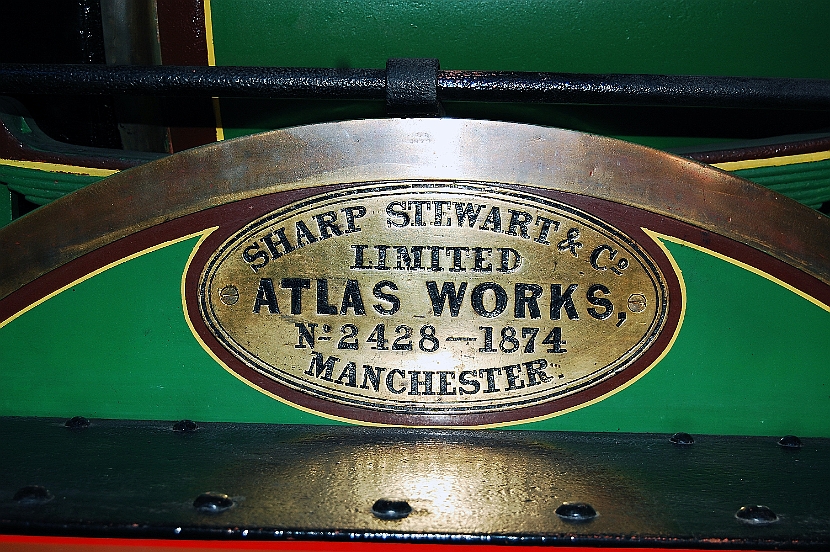 SHARP STEWART & Cº
LIMITED
ATLAS WORKS,
Nº 2428 — 1874
MANCHESTER.